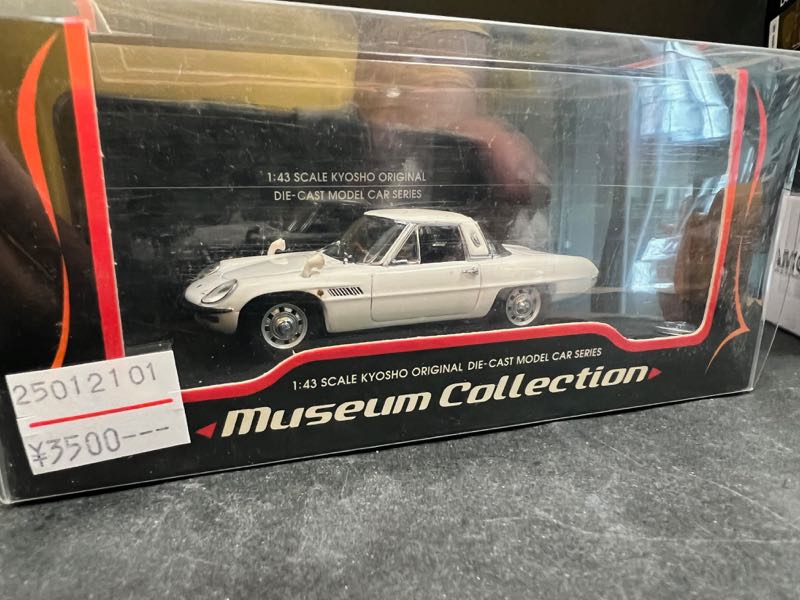 1:43 SCALE KYOSHO ORIGINAL
DIE-CAST MODEL CAR SERIES
1:43 SCALE KYOSHO ORIGINAL DIE-CAST MODEL CAR SERIES
Museum Collection
25012101
¥3500---